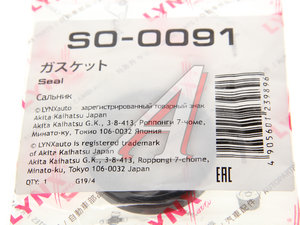 LYNX
SO-0091
ガスケット
Seal
Сальник
© LYNXauto - зарегистрированный товарный знак
Akita Kaihatsu Japan
Akita Kaihatsu G.K., 3-8-413, Роппонги 7-чоме,
Минато-ку, Токио 106-0032 Япония
© LYNXauto is registered trademark
of Akita Kaihatsu Japan
Akita Kaihatsu G.K., 3-8-413, Roppongi 7-chome,
Minato-ku, Tokyo 106-0032 Japan
QTY: 1 G19/4
EAC